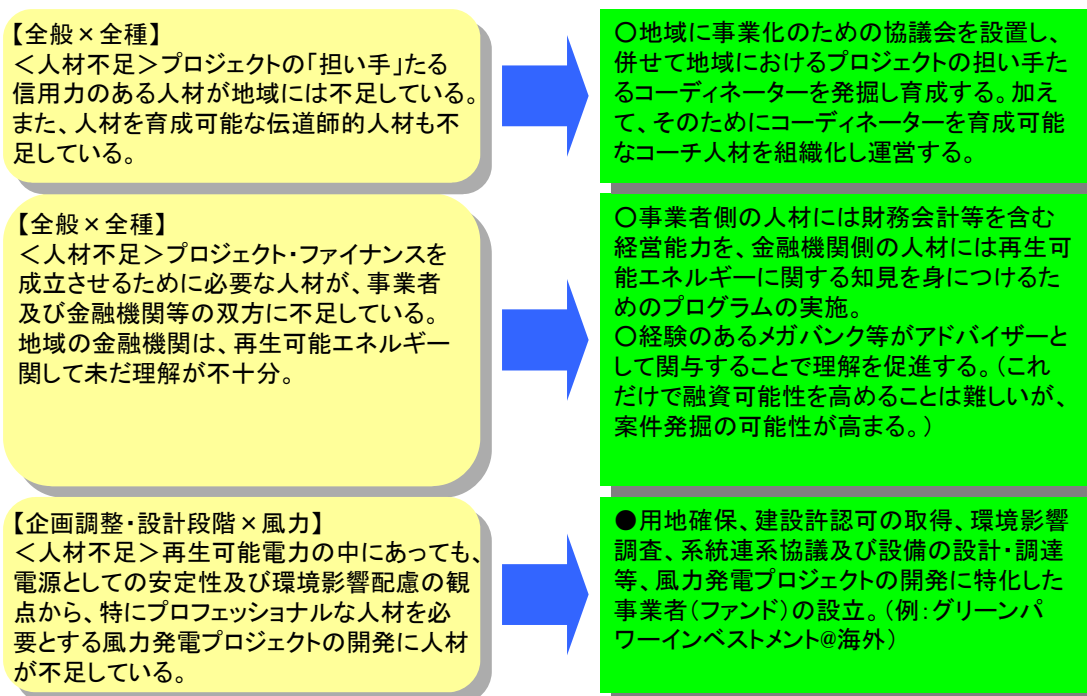 【全般×全種】
＜人材不足＞プロジェクトの「担い手」たる
信用力のある人材が地域には不足している。
また、人材を育成可能な伝道師的人材も不
足している。
〇地域に事業化のための協議会を設置し、
併せて地域におけるプロジェクトの担い手た
るコーディネーターを発掘し育成する。加え
て、そのためにコーディネーターを育成可能
なコーチ人材を組織化し運営する。
【全般×全種】
＜人材不足＞プロジェクト・ファイナンスを
成立させるために必要な人材が、事業者
及び金融機関等の双方に不足している。
地域の金融機関は、再生可能エネルギー
関して未だ理解が不十分。
〇事業者側の人材には財務会計等を含む
経営能力を、金融機関側の人材には再生可
能エネルギーに関する知見を身につけるた
めのプログラムの実施。
〇経験のあるメガバンク等がアドバイザーと
して関与することで理解を促進する。（これ
だけで融資可能性を高めることは難しいが、
案件発掘の可能性が高まる。）
【企画調整・設計段階×風力】
＜人材不足＞再生可能電力の中にあっても、
電源としての安定性及び環境影響配慮の観
点から、特にプロフェッショナルな人材を必
要とする風力発電プロジェクトの開発に人材
が不足している。
●用地確保、建設許認可の取得、環境影響
調査、系統連系協議及び設備の設計・調達
等、風力発電プロジェクトの開発に特化した
事業者（ファンド）の設立。（例：グリーンパ
ワーインベストメント@海外）